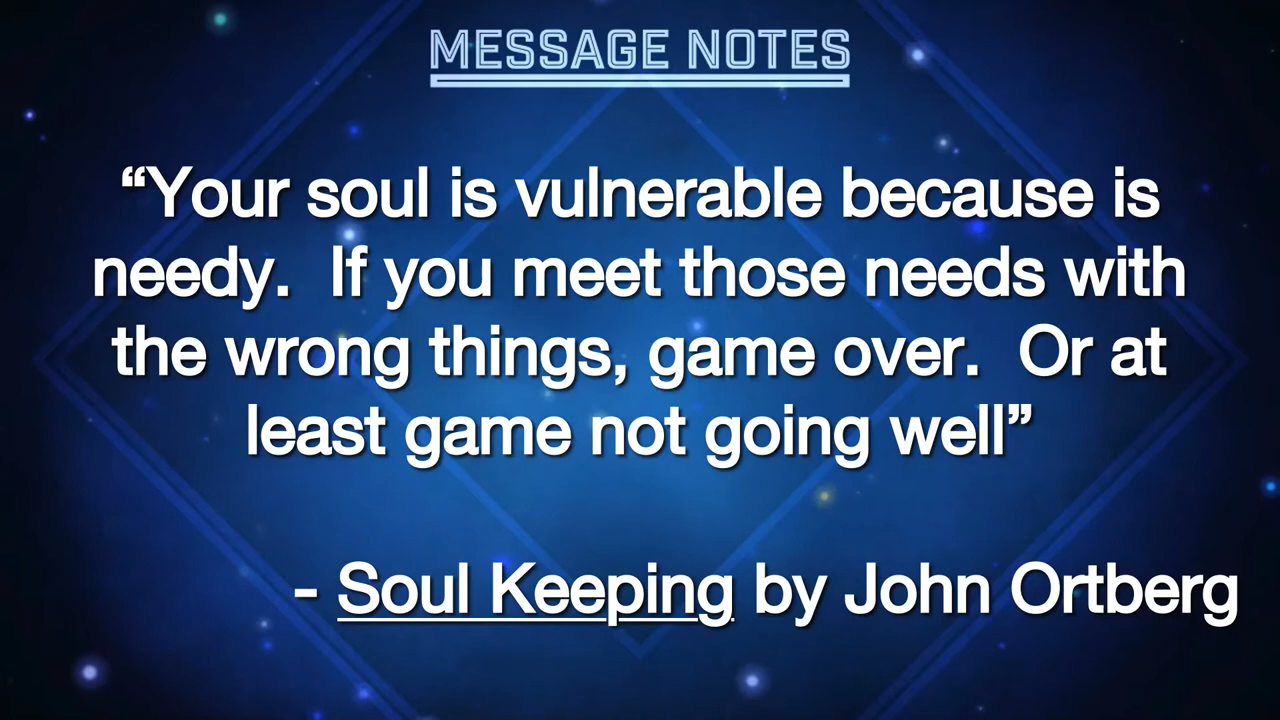 MESSAGE NOTES
“Your soul is vulnerable because is
needy.  If you meet those needs with
the wrong things, game over.  Or at
least game not going well”
- Soul Keeping by John Ortberg